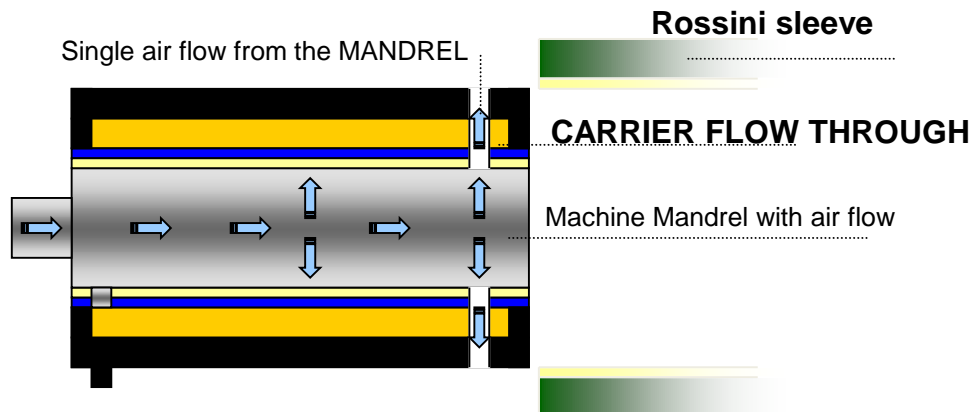 Rossini sleeve
Single air flow from the MANDREL
CARRIER FLOW THROUGH
Machine Mandrel with air flow